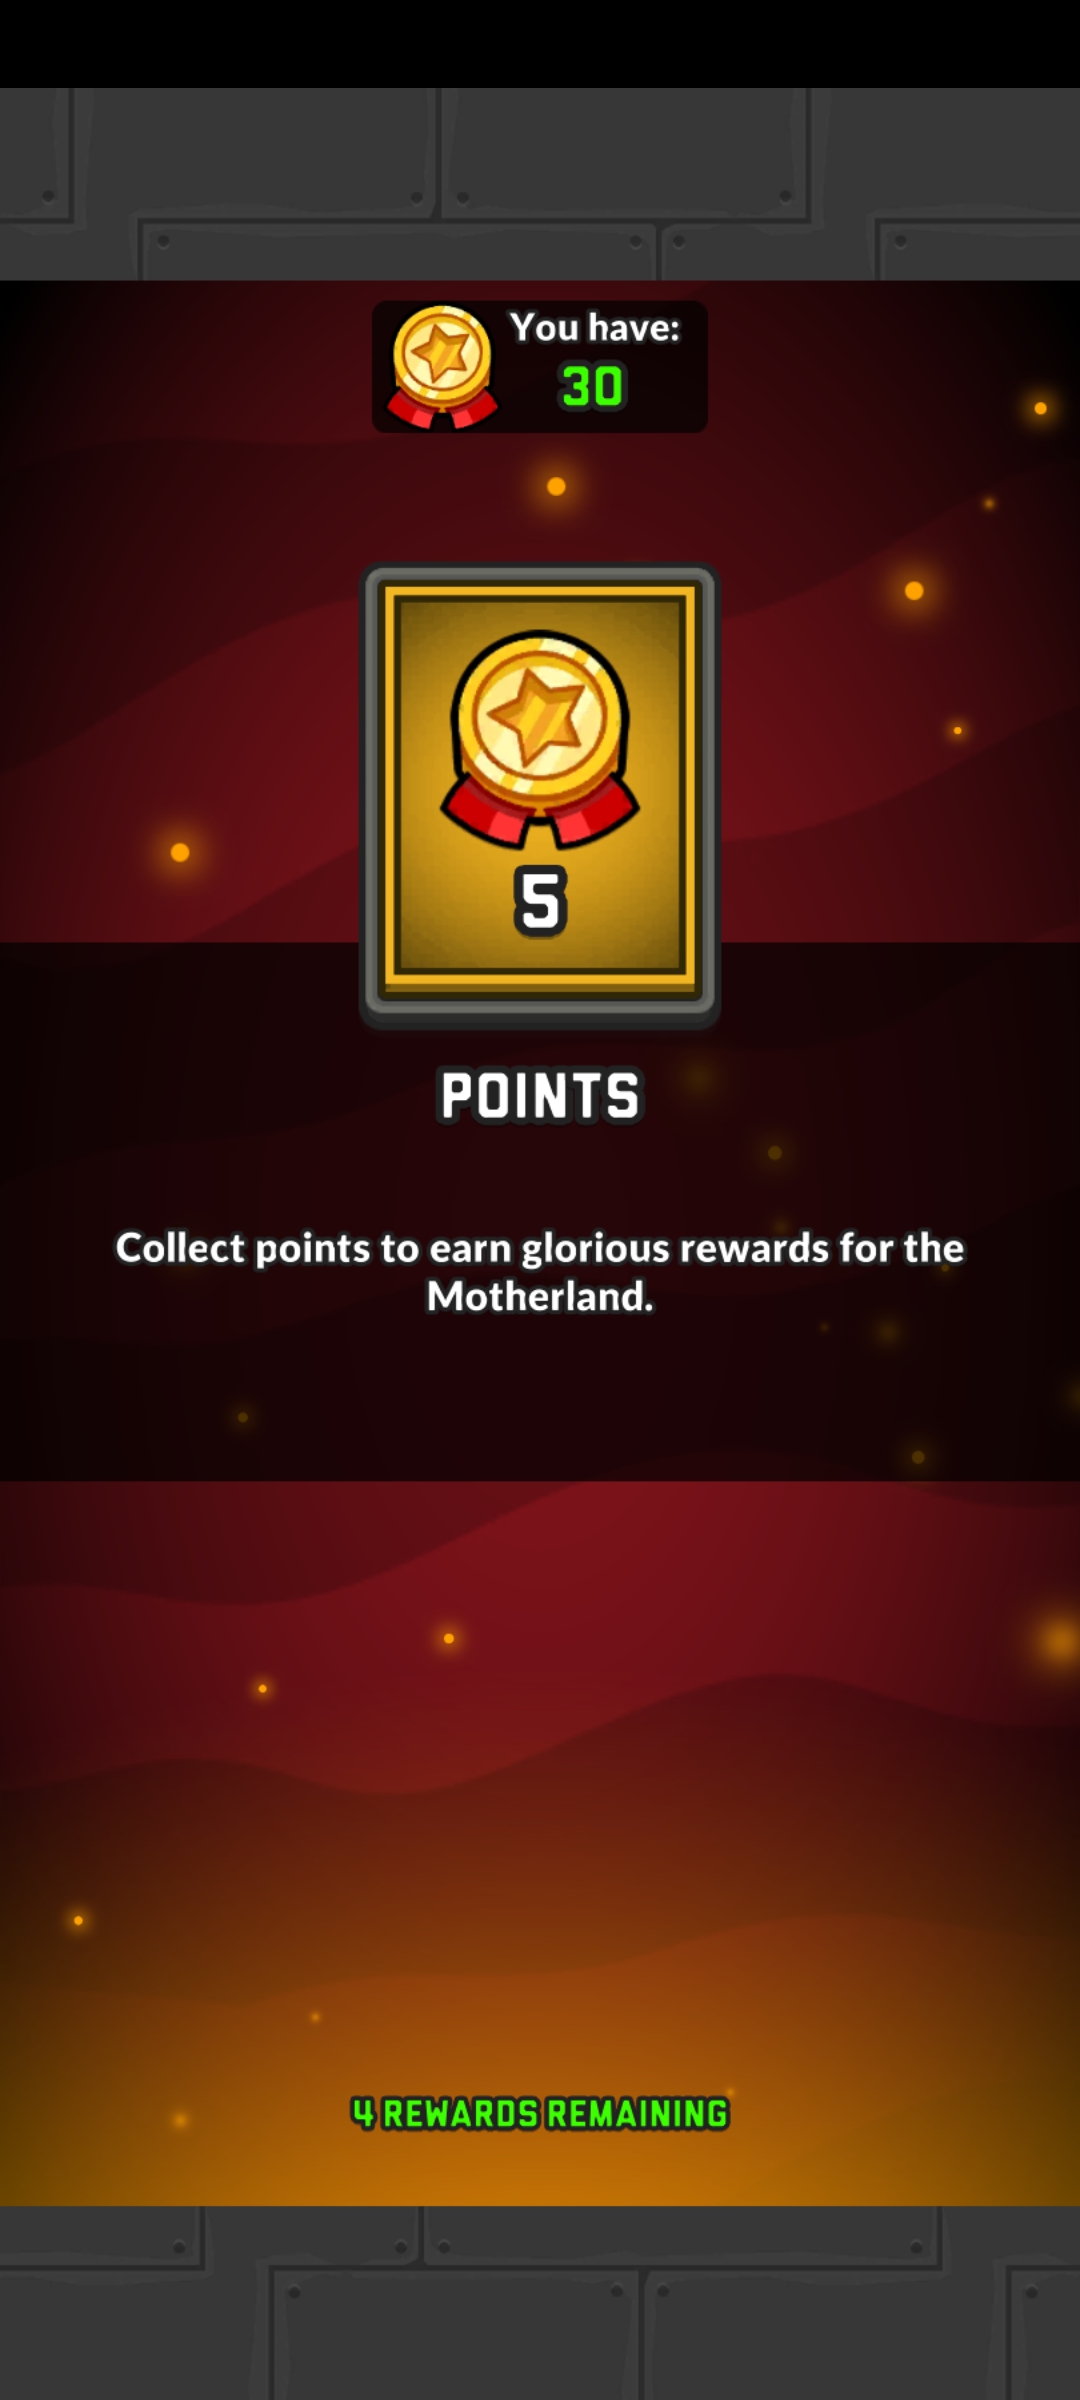 You have:
30
5
POINTS
Collect points to earn glorious rewards for the
Motherland.
4 REWARDS REMAINING